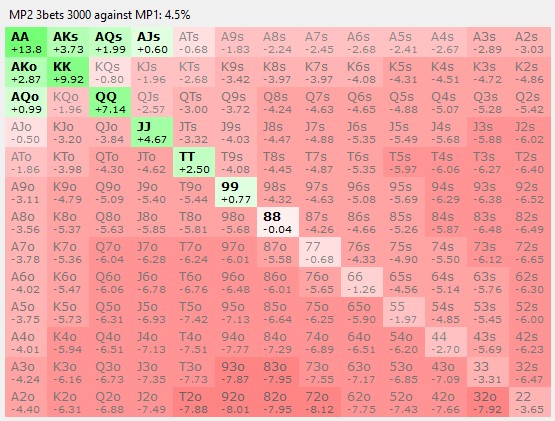 MP2 3bets 3000 against MP1: 4.5%
AA AKs AQs AJs ATs A9s A8s A7s A6s A5s A4s A3s A2s
+13.8 +3.73 +1.99 +0.60 -0.68 -1.83 -2.24 -2.45 -2.68 -2.41 -2.67 -2.89 -3.03
AKo KK KQs KJs KTs K9s K8s K7s K6s K5s K4s K3s K2s
+2.87 +9.92 -0.80 -1.96 -2.68 -3.42 -3.97 -3.97 -4.08 -4.31 -4.51 -4.72 -4.86
AQo KQo QQ QJs QTs Q9s Q8s Q7s Q6s Q5s Q4s Q3s Q2s
+0.99 -1.96 +7.14 -2.57 -3.00 -3.72 -4.24 -4.63 -4.65 -4.88 -5.07 -5.28 -5.42
AJo KJo QJo JJ JTs J9s J8s J7s J6s J5s J4s J3s J2s
-0.50 -3.20 -3.84 +4.67 -3.32 -4.03 -4.47 -4.88 -5.35 -5.49 -5.68 -5.88 -6.02
ATo KTo QTo JTo TT T9s T8s T7s T6s T5s T4s T3s T2s
-1.86 -3.98 -4.30 -4.62 +2.50 -4.08 -4.45 -4.87 -5.35 -5.97 -6.06 -6.27 -6.40
A9o K9o Q9o J9o T9o 99 98s 97s 96s 95s 94s 93s 92s
-3.11 -4.79 -5.09 -5.40 -5.44 +0.77 -4.32 -4.63 -5.08 -5.69 -6.29 -6.38 -6.52
A8o K8o Q8o J8o T8o 98o 88 87s 86s 85s 84s 83s 82s
-3.56 -5.37 -5.63 -5.85 -5.81 -5.68 -0.04 -4.26 -4.66 -5.26 -5.87 -6.48 -6.49
A7o K7o Q7o J7o T7o 97o 87o 77 76s 75s 74s 73s 72s
-3.78 -5.36 -6.04 -6.28 -6.24 -6.01 -5.58 -0.68 -4.33 -4.90 -5.50 -6.12 -6.65
A6o K6o Q6o J6o T6o 96o 86o 76o 66 65s 64s 63s 62s
-4.02 -5.47 -6.06 -6.78 -6.76 -6.48 -6.01 -5.65 -1.26 -4.56 -5.14 -5.76 -6.30
A5o K5o Q5o J5o T5o 95o 85o 75o 65o 55 54s 53s 52s
-3.75 -5.73 -6.31 -6.93 -7.42 -7.13 -6.64 -6.25 -5.90 -1.97 -4.85 -5.45 -6.00
A4o K4o Q4o J4o T4o 94o 84o 74o 64o 54o 44 43s 42s
-4.01 -5.94 -6.51 -7.13 -7.51 -7.77 -7.29 -6.89 -6.51 -6.20 -2.70 -5.69 -6.23
A3o K3o Q3o J3o T3o 93o 83o 73o 63o 53o 43o 33 32s
-4.24 -6.16 -6.73 -7.35 -7.73 -7.87 -7.95 -7.55 -7.17 -6.85 -7.09 -3.31 -6.47
A2o K2o Q2o J2o T2o 92o 82o 72o 62o 52o 42o 32o 22
-4.40 -6.31 -6.88 -7.49 -7.88 -8.01 -7.95 -8.12 -7.75 -7.43 -7.66 -7.92 -3.65